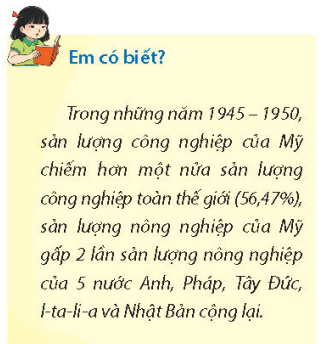 Em có biết?
Trong những năm 1945 – 1950,
sản lượng công nghiệp của Mỹ
chiếm hơn một nửa sản lượng
công nghiệp toàn thế giới (56,47%),
sản lượng nông nghiệp của Mỹ
gấp 2 lần sản lượng nông nghiệp
của 5 nước Anh, Pháp, Tây Đức,
I-ta-li-a và Nhật Bản cộng lại.